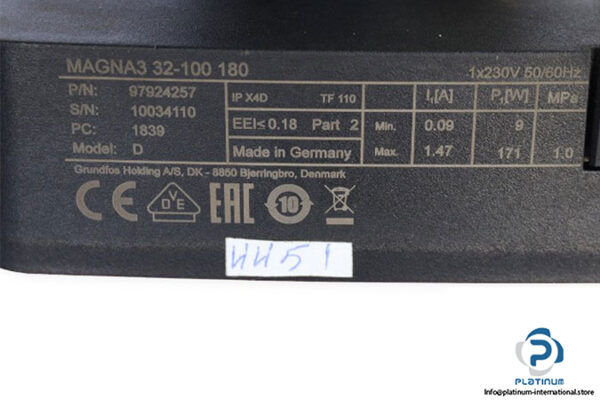 MAGNA3 32-100 180
1x230V 50/60Hz
P/N: 97924257
S/N: 10034110
PC: 1839
Model: D
IP X4D TF 110 I₁[A] P₁[W] MPa
EEI≤0.18 Part 2 Min. 0.09 9
Made in Germany Max. 1.47 171 1.0
Grundfos Holding A/S, DK - 8850 Bjerringbro, Denmark
CE VDE EAC 10
4451
PLATINUM
info@platinum-international.store